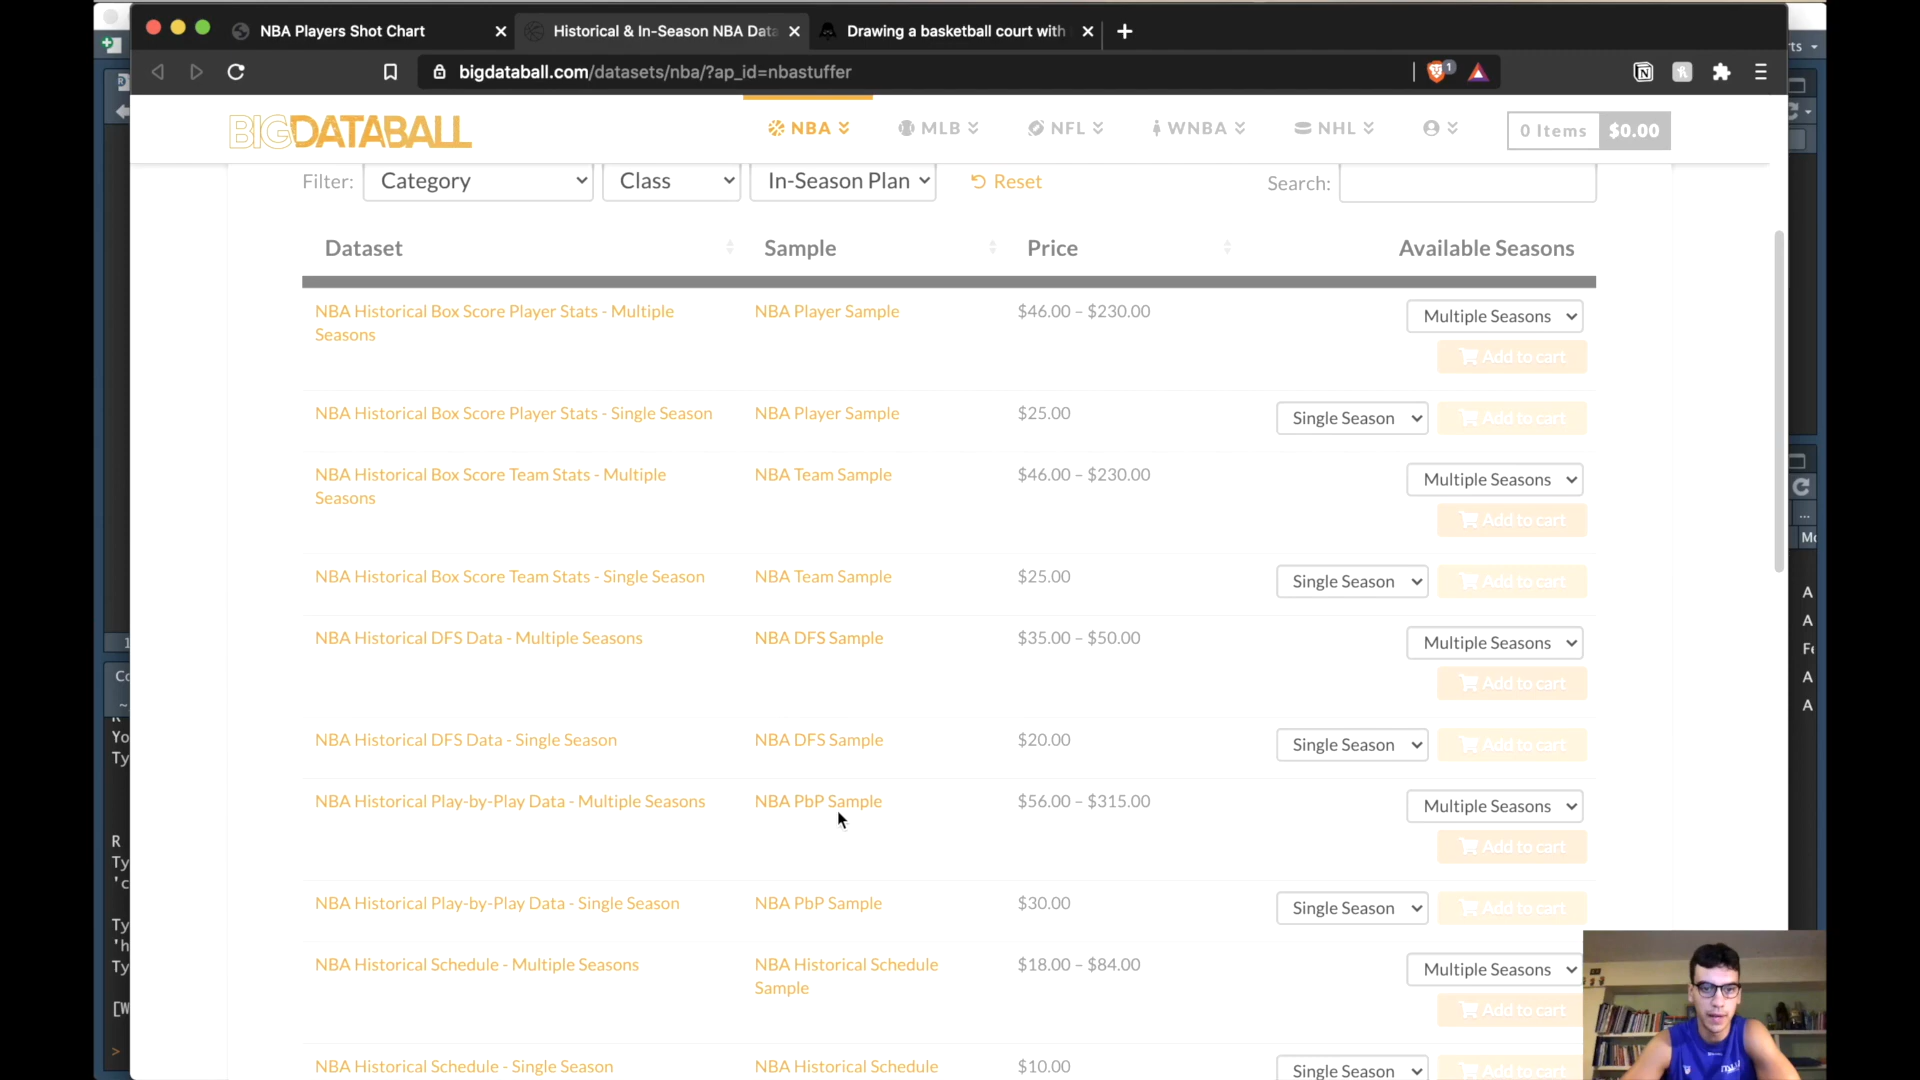 NBA Players Shot Chart
Historical & In-Season NBA Data
Drawing a basketball court with
bigdataball.com/datasets/nba/?ap_id=nbastuffer
1
BIGDATABALL
NBA
MLB
NFL
WNBA
NHL
0 Items $0.00
Filter: Category Class In-Season Plan Reset Search:
Dataset Sample Price Available Seasons
NBA Historical Box Score Player Stats - Multiple
Seasons
NBA Player Sample
$46.00 – $230.00
Multiple Seasons
Add to cart
NBA Historical Box Score Player Stats - Single Season
NBA Player Sample
$25.00
Single Season
Add to cart
NBA Historical Box Score Team Stats - Multiple
Seasons
NBA Team Sample
$46.00 – $230.00
Multiple Seasons
Add to cart
NBA Historical Box Score Team Stats - Single Season
NBA Team Sample
$25.00
Single Season
Add to cart
NBA Historical DFS Data - Multiple Seasons
NBA DFS Sample
$35.00 – $50.00
Multiple Seasons
Add to cart
NBA Historical DFS Data - Single Season
NBA DFS Sample
$20.00
Single Season
Add to cart
NBA Historical Play-by-Play Data - Multiple Seasons
NBA PbP Sample
$56.00 – $315.00
Multiple Seasons
Add to cart
NBA Historical Play-by-Play Data - Single Season
NBA PbP Sample
$30.00
Single Season
Add to cart
NBA Historical Schedule - Multiple Seasons
NBA Historical Schedule
Sample
$18.00 – $84.00
Multiple Seasons
Add to cart
NBA Historical Schedule - Single Season
NBA Historical Schedule
$10.00
Single Season
Add to cart